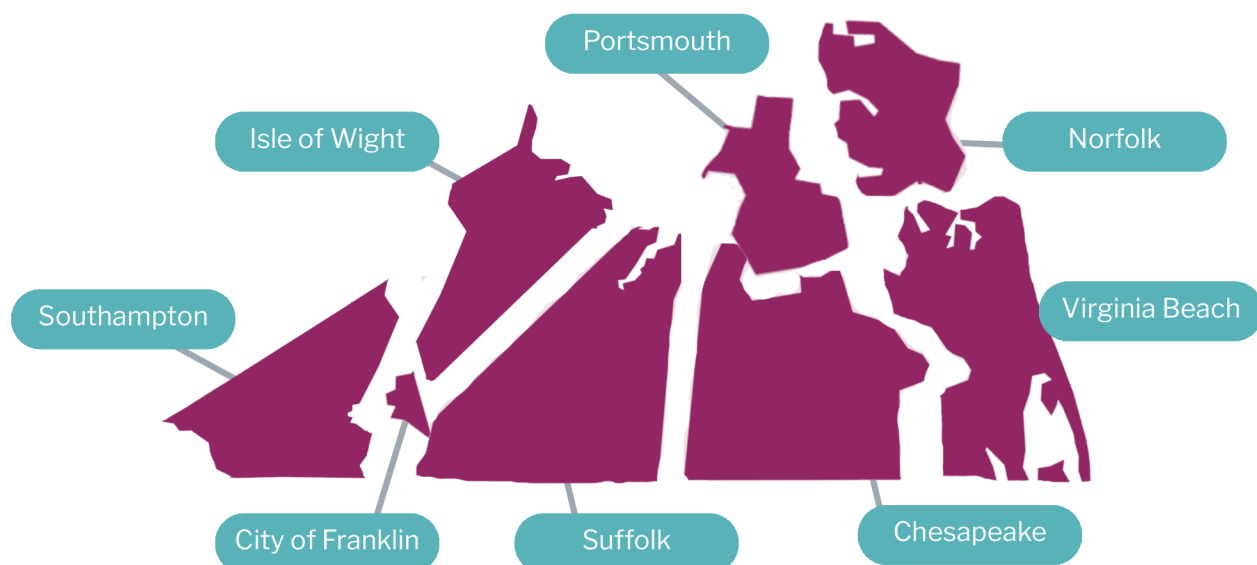 Portsmouth
Isle of Wight
Norfolk
Southampton
Virginia Beach
City of Franklin
Suffolk
Chesapeake